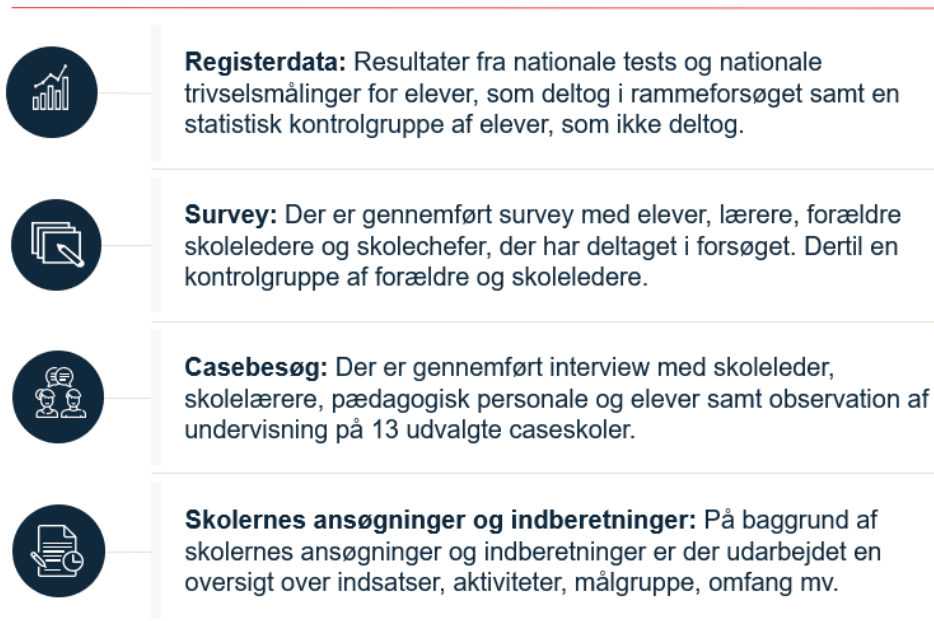 Registerdata: Resultater fra nationale tests og nationale
trivselsmålinger for elever, som deltog i rammeforsøget samt en
statistisk kontrolgruppe af elever, som ikke deltog.
Survey: Der er gennemført survey med elever, lærere, forældre
skoleledere og skolechefer, der har deltaget i forsøget. Dertil en
kontrolgruppe af forældre og skoleledere.
Casebesøg: Der er gennemført interview med skoleleder,
skolelærere, pædagogisk personale og elever samt observation af
undervisning på 13 udvalgte caseskoler.
Skolernes ansøgninger og indberetninger: På baggrund af
skolernes ansøgninger og indberetninger er der udarbejdet en
oversigt over indsatser, aktiviteter, målgruppe, omfang mv.